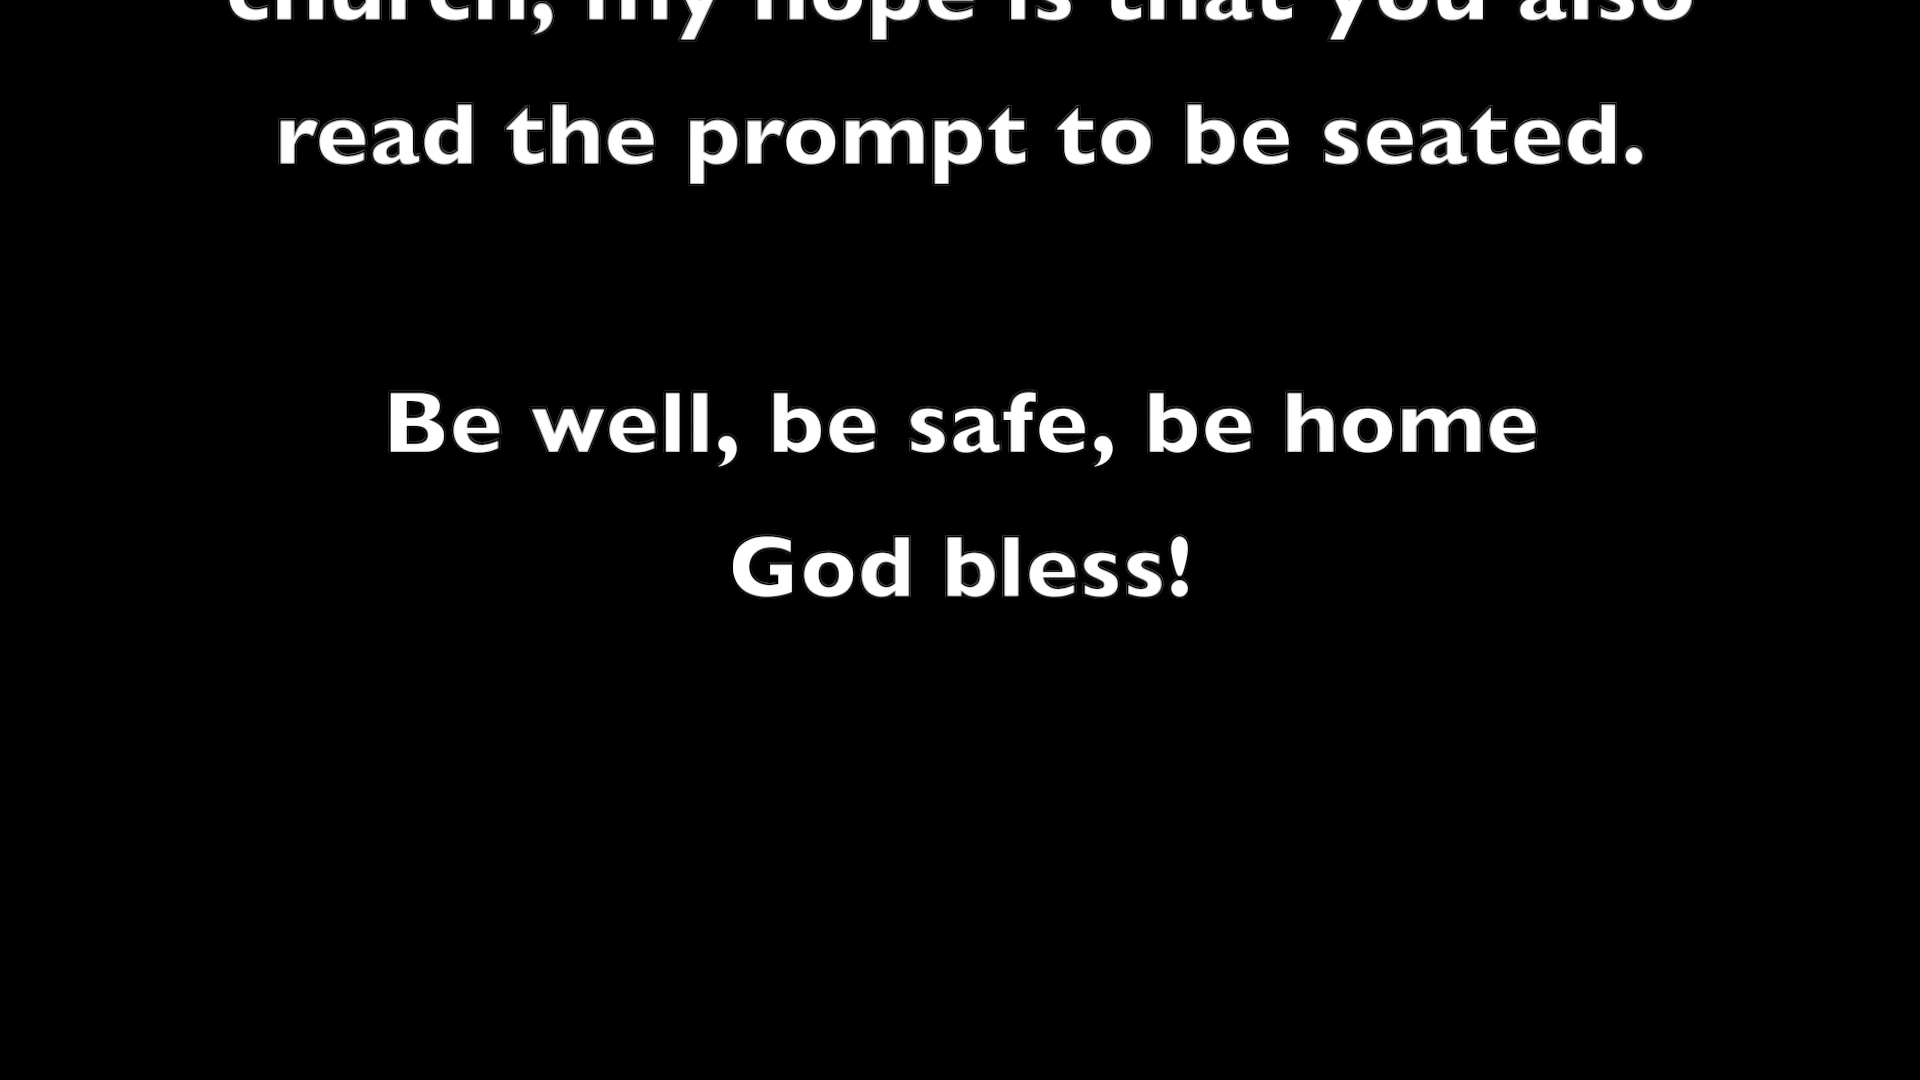 church, my hope is that you also
read the prompt to be seated.
Be well, be safe, be home
God bless!